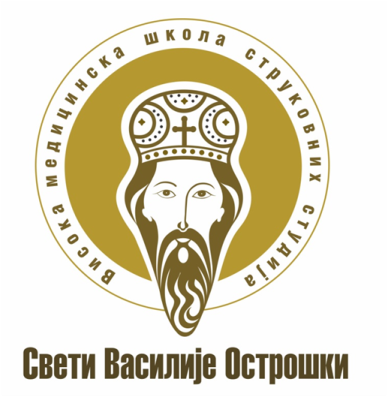 Висока медицинска школа струковних студија
Свети Василије Острошки